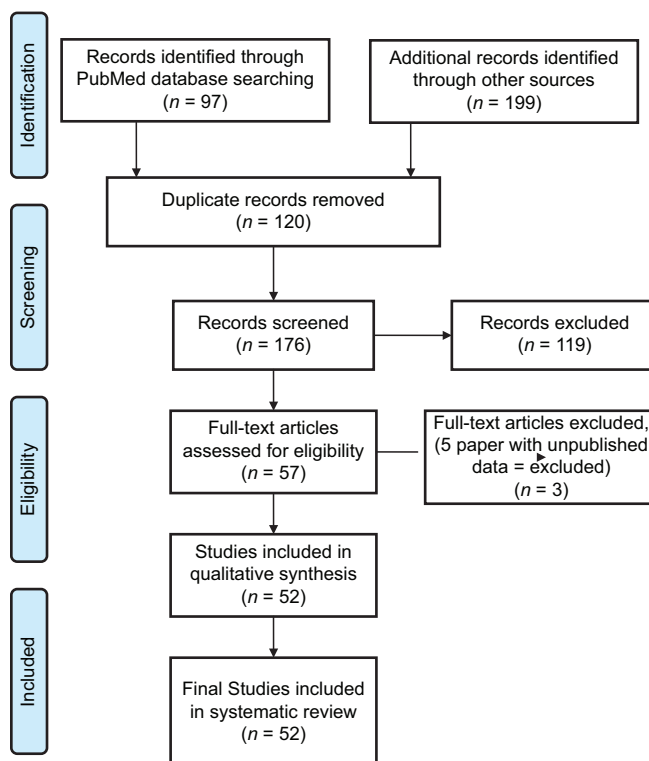 Identification
Records identified through
PubMed database searching
(n = 97)
Additional records identified
through other sources
(n = 199)
Duplicate records removed
(n = 120)
Screening
Records screened
(n = 176)
Records excluded
(n = 119)
Eligibility
Full-text articles
assessed for eligibility
(n = 57)
Full-text articles excluded,
(5 paper with unpublished
data = excluded)
(n = 3)
Studies included in
qualitative synthesis
(n = 52)
Included
Final Studies included
in systematic review
(n = 52)